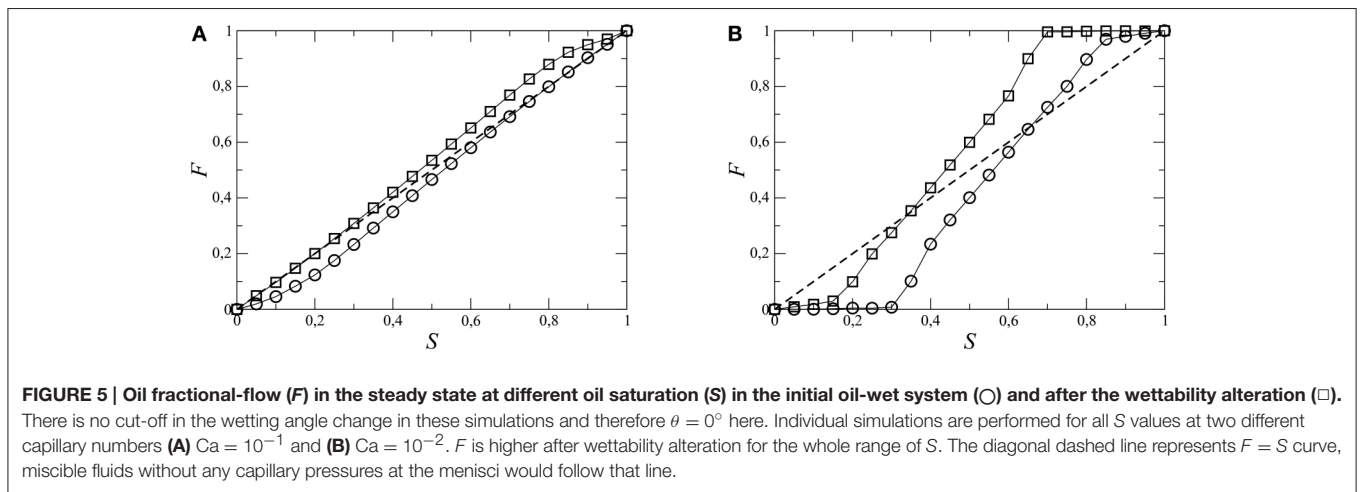 A
B
1
0,8
0,6
0,4
0,2
0
F
0 0,2 0,4 0,6 0,8 1
S
1
0,8
0,6
0,4
0,2
0
F
0 0,2 0,4 0,6 0,8 1
S
FIGURE 5 | Oil fractional-flow (F) in the steady state at different oil saturation (S) in the initial oil-wet system (○) and after the wettability alteration (□).
There is no cut-off in the wetting angle change in these simulations and therefore θ = 0° here. Individual simulations are performed for all S values at two different
capillary numbers (A) Ca = 10⁻¹ and (B) Ca = 10⁻². F is higher after wettability alteration for the whole range of S. The diagonal dashed line represents F = S curve,
miscible fluids without any capillary pressures at the menisci would follow that line.